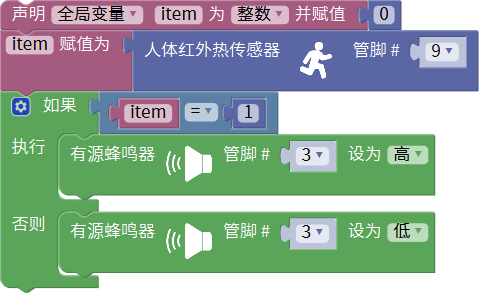 声明 全局变量 item 为 整数 并赋值 0
item 赋值为 人体红外热传感器 管脚 # 9
如果 item = 1
执行 有源蜂鸣器 管脚 # 3 设为 高
否则 有源蜂鸣器 管脚 # 3 设为 低